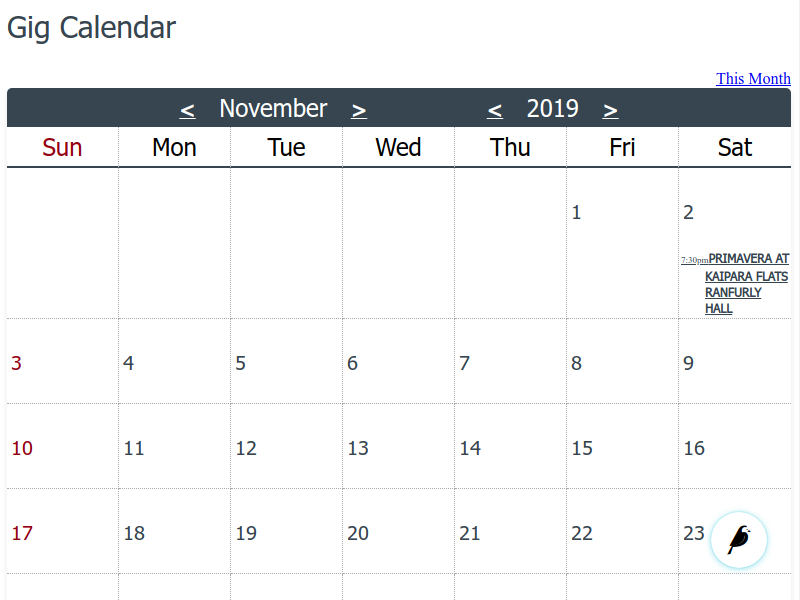 Gig Calendar
This Month
< November > < 2019 >
Sun Mon Tue Wed Thu Fri Sat
1 2
7:30pmPRIMAVERA AT
KAIPARA FLATS
RANFURLY
HALL
3 4 5 6 7 8 9
10 11 12 13 14 15 16
17 18 19 20 21 22 23